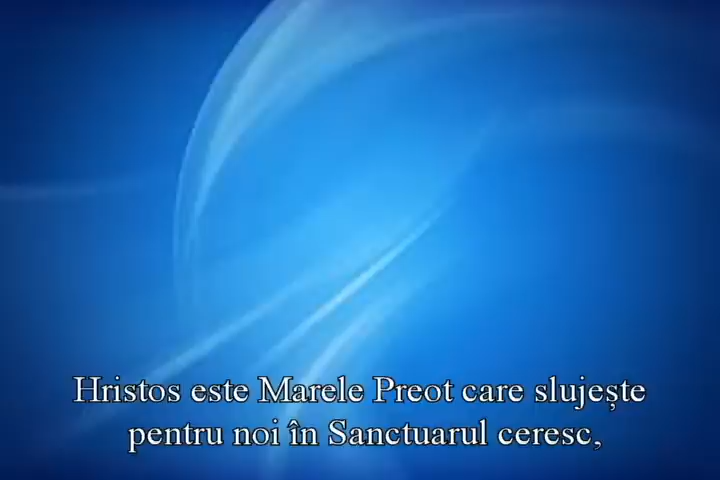 Hristos este Marele Preot care slujește
pentru noi în Sanctuarul ceresc,